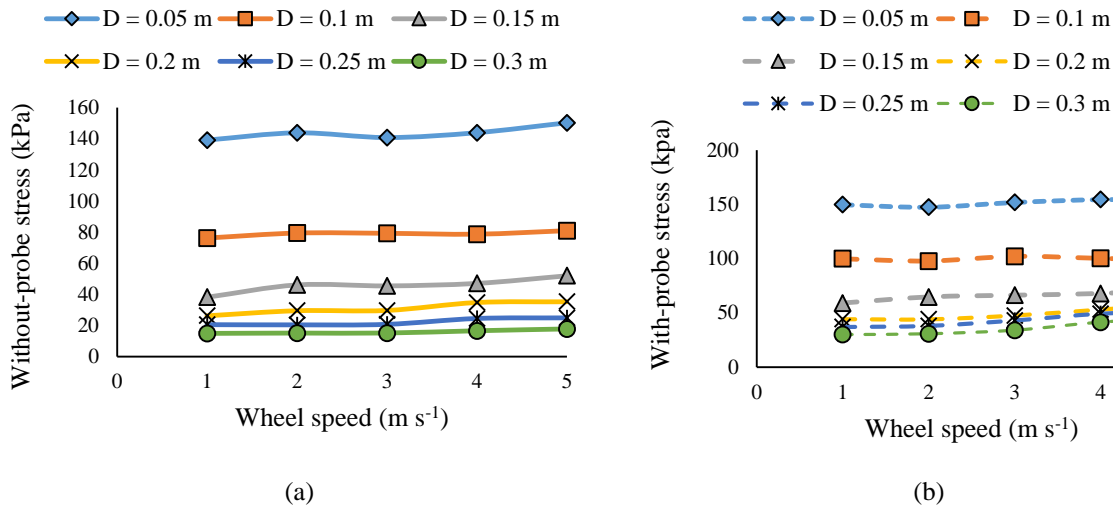 D = 0.05 m D = 0.1 m D = 0.15 m
D = 0.2 m D = 0.25 m D = 0.3 m
160
140
120
100
80
60
40
20
0
0 1 2 3 4 5
Without-probe stress (kPa)
Wheel speed (m s-1)
(a)
D = 0.05 m D = 0.1 m
D = 0.15 m D = 0.2 m
D = 0.25 m D = 0.3 m
200
150
100
50
0
0 1 2 3 4
With-probe stress (kpa)
Wheel speed (m s-1)
(b)